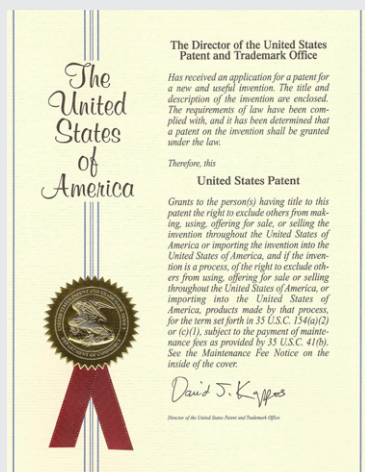 The
United
States
of
America
The Director of the United States
Patent and Trademark Office
Has received an application for a patent for
a new and useful invention. The title and
description of the invention are enclosed.
The requirements of law have been com-
plied with, and it has been determined that
a patent on the invention shall be granted
under the law.
Therefore, this
United States Patent
Grants to the person(s) having title to this
patent the right to exclude others from mak-
ing, using, offering for sale, or selling the
invention throughout the United States of
America or importing the invention into the
United States of America, and if the inven-
tion is a process, of the right to exclude oth-
ers from using, offering for sale or selling
throughout the United States of America, or
importing into the United States of
America, products made by that process,
for the term set forth in 35 U.S.C. 154(a)(2)
or (c)(1), subject to the payment of mainte-
nance fees as provided by 35 U.S.C. 41(b).
See the Maintenance Fee Notice on the
inside of the cover.
David J. Kappos
Director of the United States Patent and Trademark Office